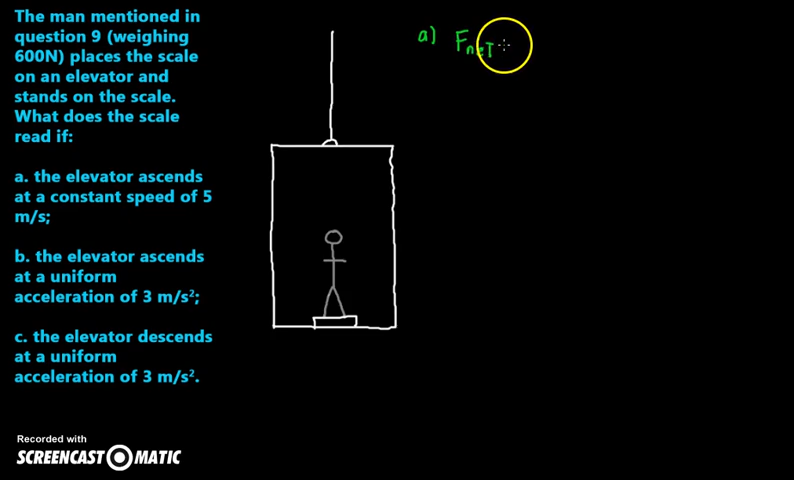 The man mentioned in
question 9 (weighing
600N) places the scale
on an elevator and
stands on the scale.
What does the scale
read if:
a. the elevator ascends
at a constant speed of 5
m/s;
b. the elevator ascends
at a uniform
acceleration of 3 m/s²;
c. the elevator descends
at a uniform
acceleration of 3 m/s².
a) FneT
Recorded with
SCREENCAST MATIC